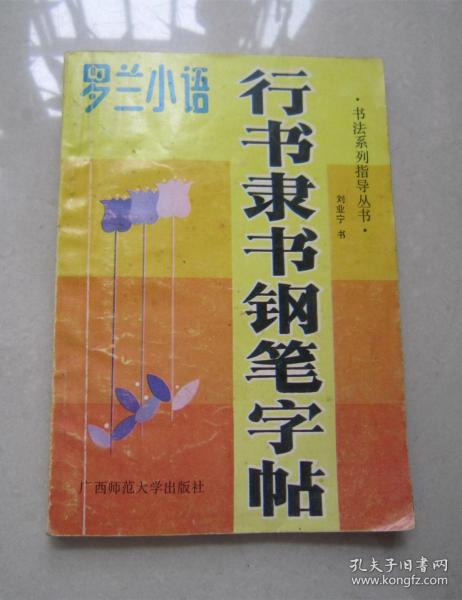 罗兰小语
行书隶书钢笔字帖
·书法系列指导丛书·
刘业宁 书
广西师范大学出版社
孔夫子旧书网
www.kongfz.com